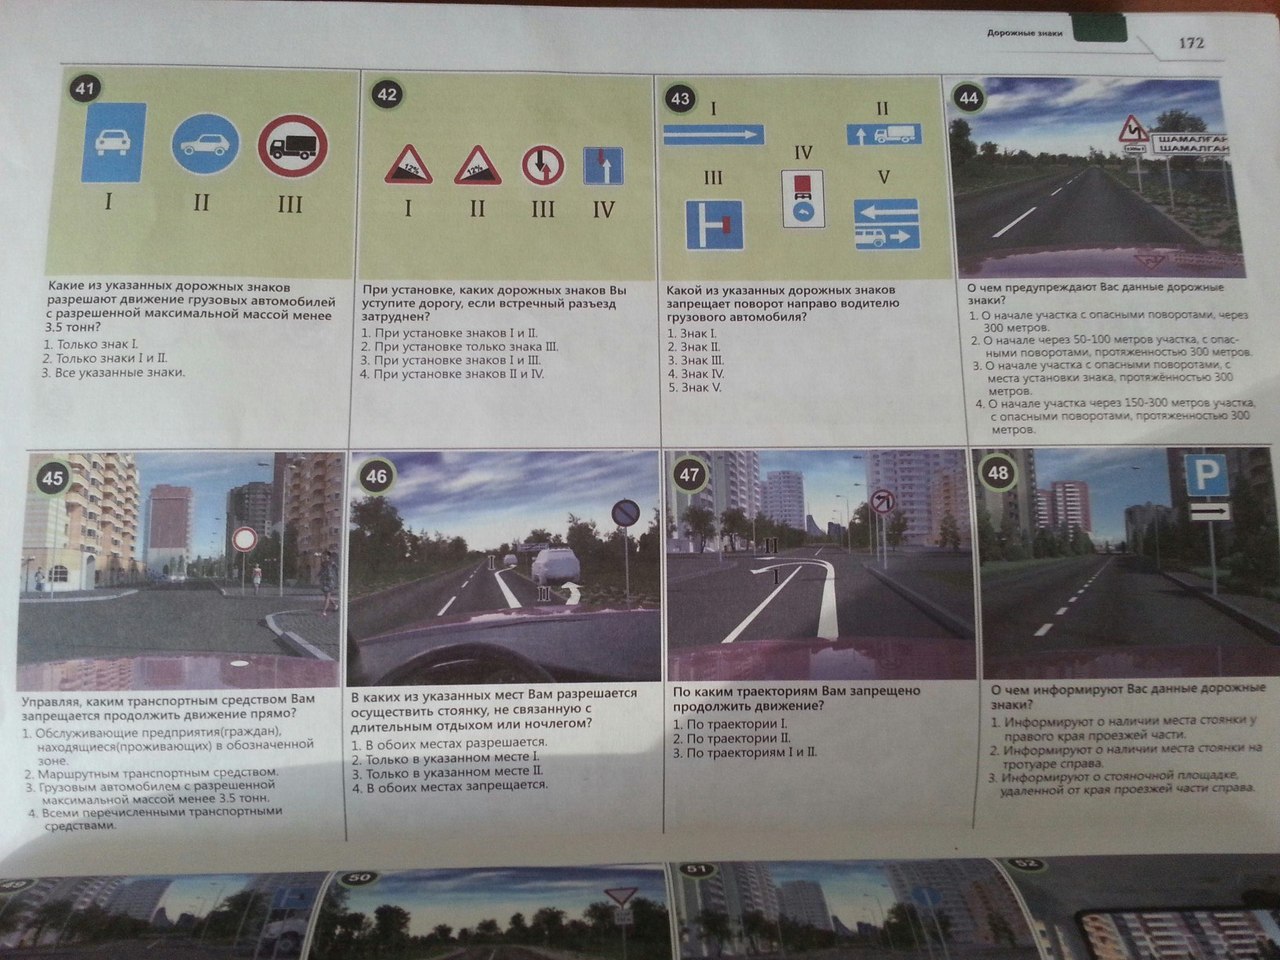 Дорожные знаки
172
41
I
II
III
Какие из указанных дорожных знаков
разрешают движение грузовых автомобилей
с разрешенной максимальной массой менее
3.5 тонн?
1. Только знак I.
2. Только знаки I и II.
3. Все указанные знаки.
42
12%
12%
I
II
III
IV
При установке, каких дорожных знаков Вы
уступите дорогу, если встречный разъезд
затруднен?
1. При установке знаков I и II.
2. При установке только знака III.
3. При установке знаков I и III.
4. При установке знаков II и IV.
43
I
II
III
IV
V
Какой из указанных дорожных знаков
запрещает поворот направо водителю
грузового автомобиля?
1. Знак I.
2. Знак II.
3. Знак III.
4. Знак IV.
5. Знак V.
44
ШАМАЛҒАН
ШАМАЛГАН
О чем предупреждают Вас данные дорожные
знаки?
1. О начале участка с опасными поворотами, через
300 метров.
2. О начале через 50-100 метров участка, с опас-
ными поворотами, протяженностью 300 метров.
3. О начале участка с опасными поворотами, с
места установки знака, протяжённостью 300
метров.
4. О начале участка через 150-300 метров участка,
с опасными поворотами, протяженностью 300
метров.
45
Управляя, каким транспортным средством Вам
запрещается продолжить движение прямо?
1. Обслуживающие предприятия(граждан),
находящиеся(проживающих) в обозначенной
зоне.
2. Маршрутным транспортным средством.
3. Грузовым автомобилем с разрешенной
максимальной массой менее 3.5 тонн.
4. Всеми перечисленными транспортными
средствами.
46
I
II
В каких из указанных мест Вам разрешается
осуществить стоянку, не связанную с
длительным отдыхом или ночлегом?
1. В обоих местах разрешается.
2. Только в указанном месте I.
3. Только в указанном месте II.
4. В обоих местах запрещается.
47
II
I
По каким траекториям Вам запрещено
продолжить движение?
1. По траектории I.
2. По траектории II.
3. По траекториям I и II.
48
P
О чем информируют Вас данные дорожные
знаки?
1. Информируют о наличии места стоянки у
правого края проезжей части.
2. Информируют о наличии места стоянки на
тротуаре справа.
3. Информируют о стояночной площадке,
удаленной от края проезжей части справа.
49
50
51
52